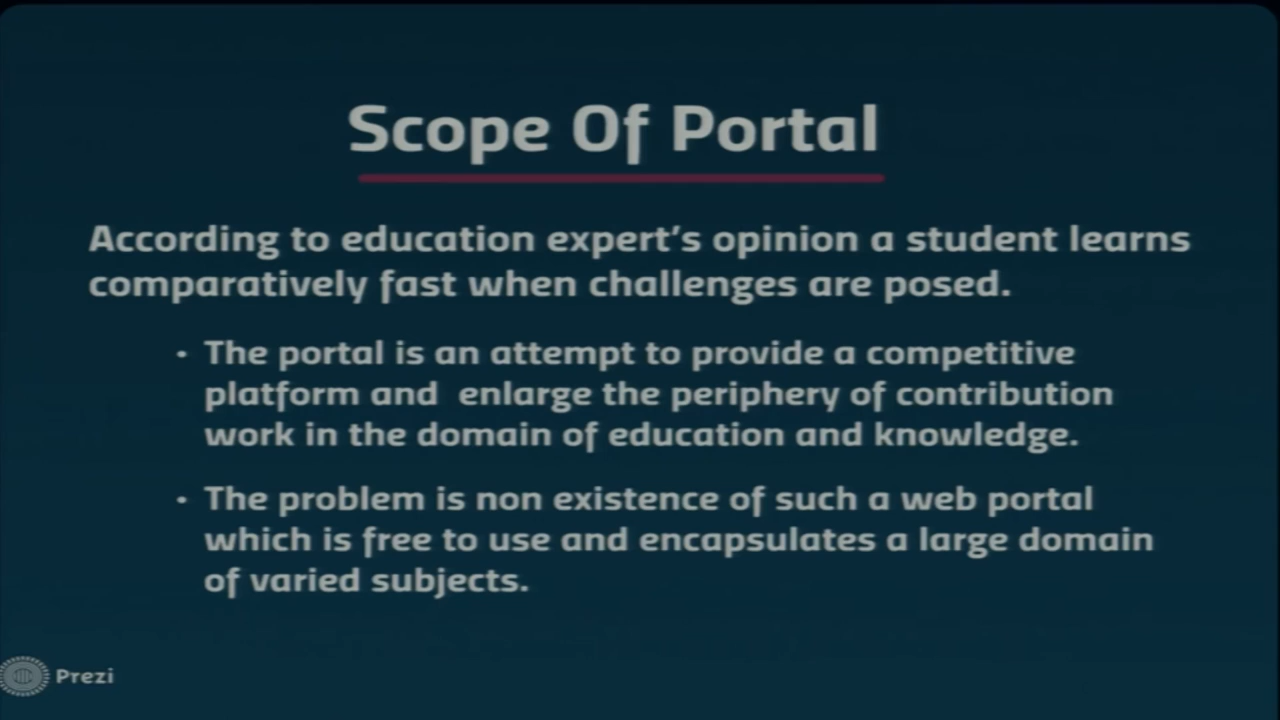 Scope Of Portal
According to education expert's opinion a student learns
comparatively fast when challenges are posed.
• The portal is an attempt to provide a competitive
platform and enlarge the periphery of contribution
work in the domain of education and knowledge.
• The problem is non existence of such a web portal
which is free to use and encapsulates a large domain
of varied subjects.
Prezi